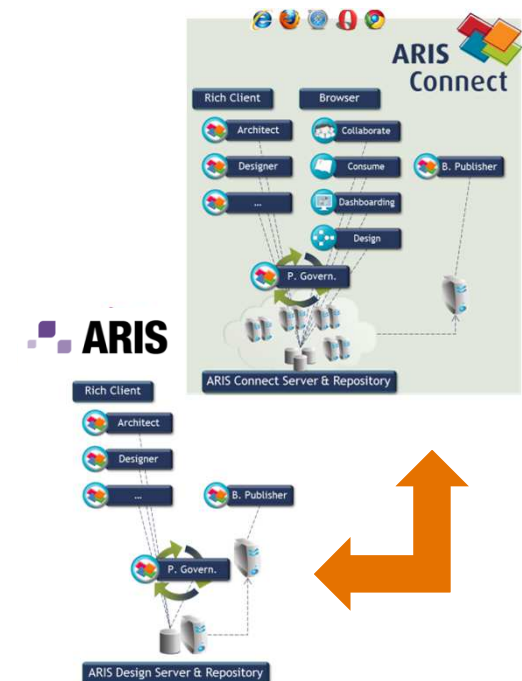 ARIS
Connect
Rich Client
Browser
Architect
Collaborate
Designer
Consume
B. Publisher
...
Dashboarding
Design
P. Govern.
ARIS Connect Server & Repository
ARIS
Rich Client
Architect
Designer
...
B. Publisher
P. Govern.
ARIS Design Server & Repository